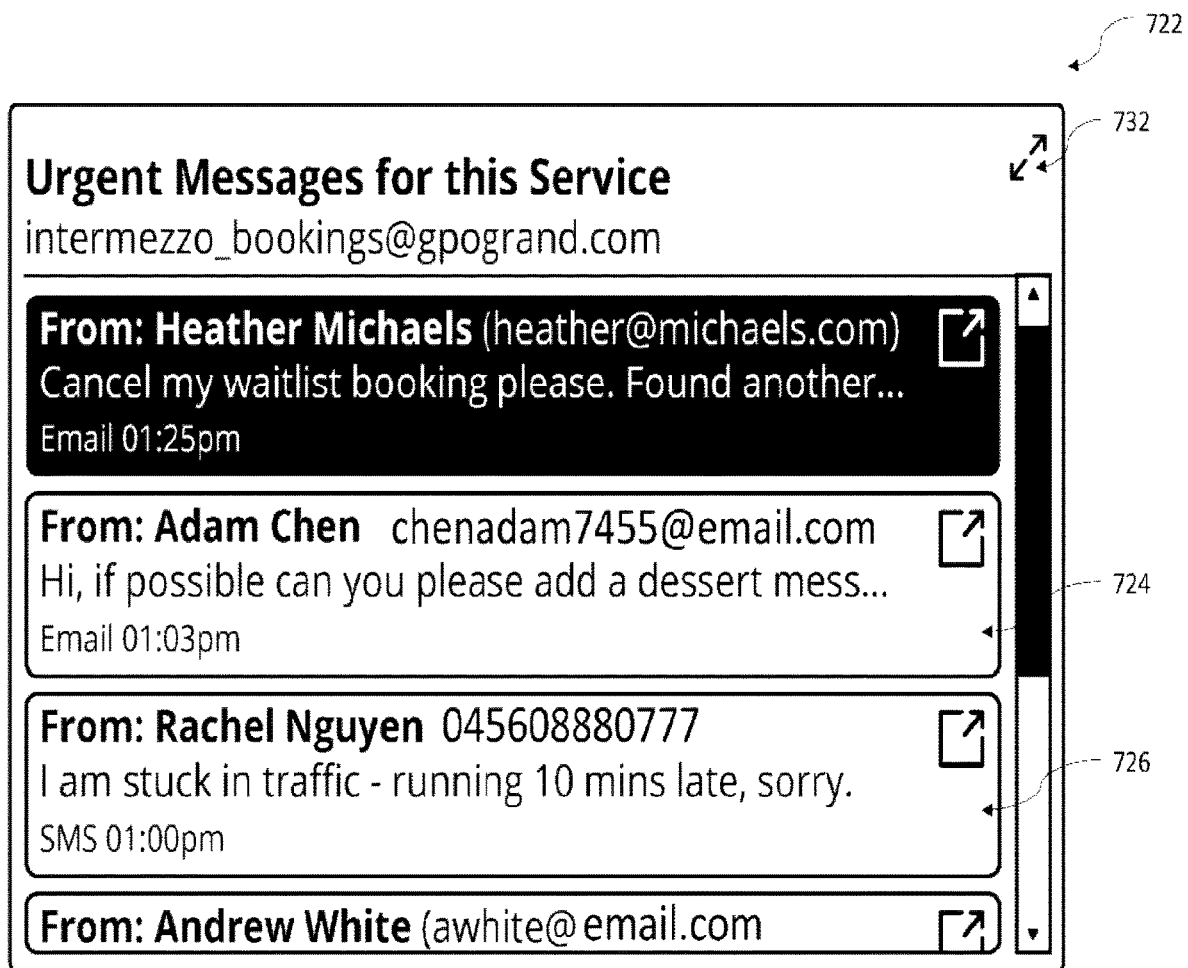 722
732
Urgent Messages for this Service
intermezzo_bookings@gpogrand.com
From: Heather Michaels (heather@michaels.com)
Cancel my waitlist booking please. Found another...
Email 01:25pm
From: Adam Chen chenadam7455@email.com
Hi, if possible can you please add a dessert mess...
724
Email 01:03pm
From: Rachel Nguyen 045608880777
I am stuck in traffic - running 10 mins late, sorry.
726
SMS 01:00pm
From: Andrew White (awhite@email.com